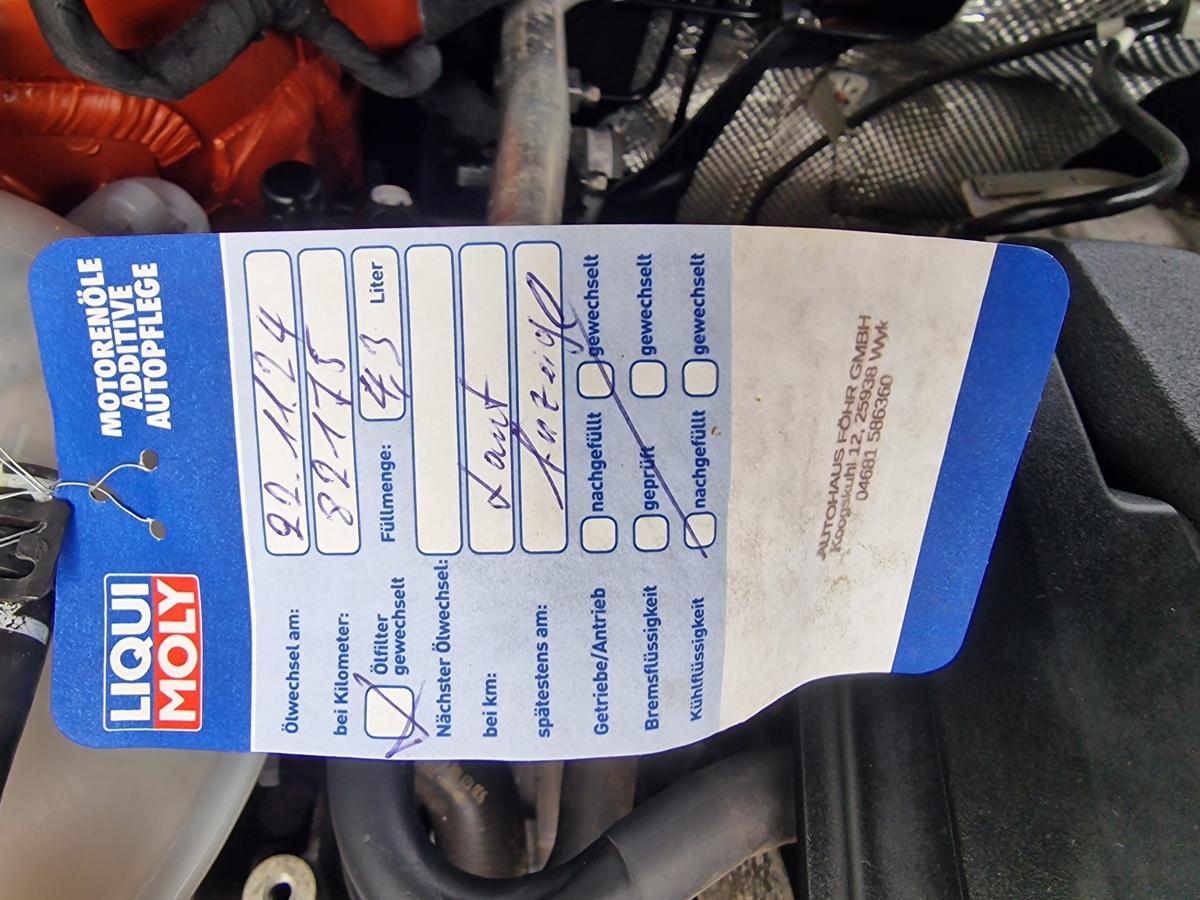 LIQUI
MOLY
MOTORENÖLE
ADDITIVE
AUTOPFLEGE
Ölwechsel am: 22.11.24
bei Kilometer: 82175
Ölfilter gewechselt Füllmenge: 4,3 Liter
Nächster Ölwechsel:
bei km: Laut
spätestens am: Anzeige
Getriebe/Antrieb nachgefüllt gewechselt
Bremsflüssigkeit geprüft gewechselt
Kühlflüssigkeit nachgefüllt gewechselt
AUTOHAUS FÖHR GMBH
Koogskuhl 12, 25938 Wyk
04681 586360